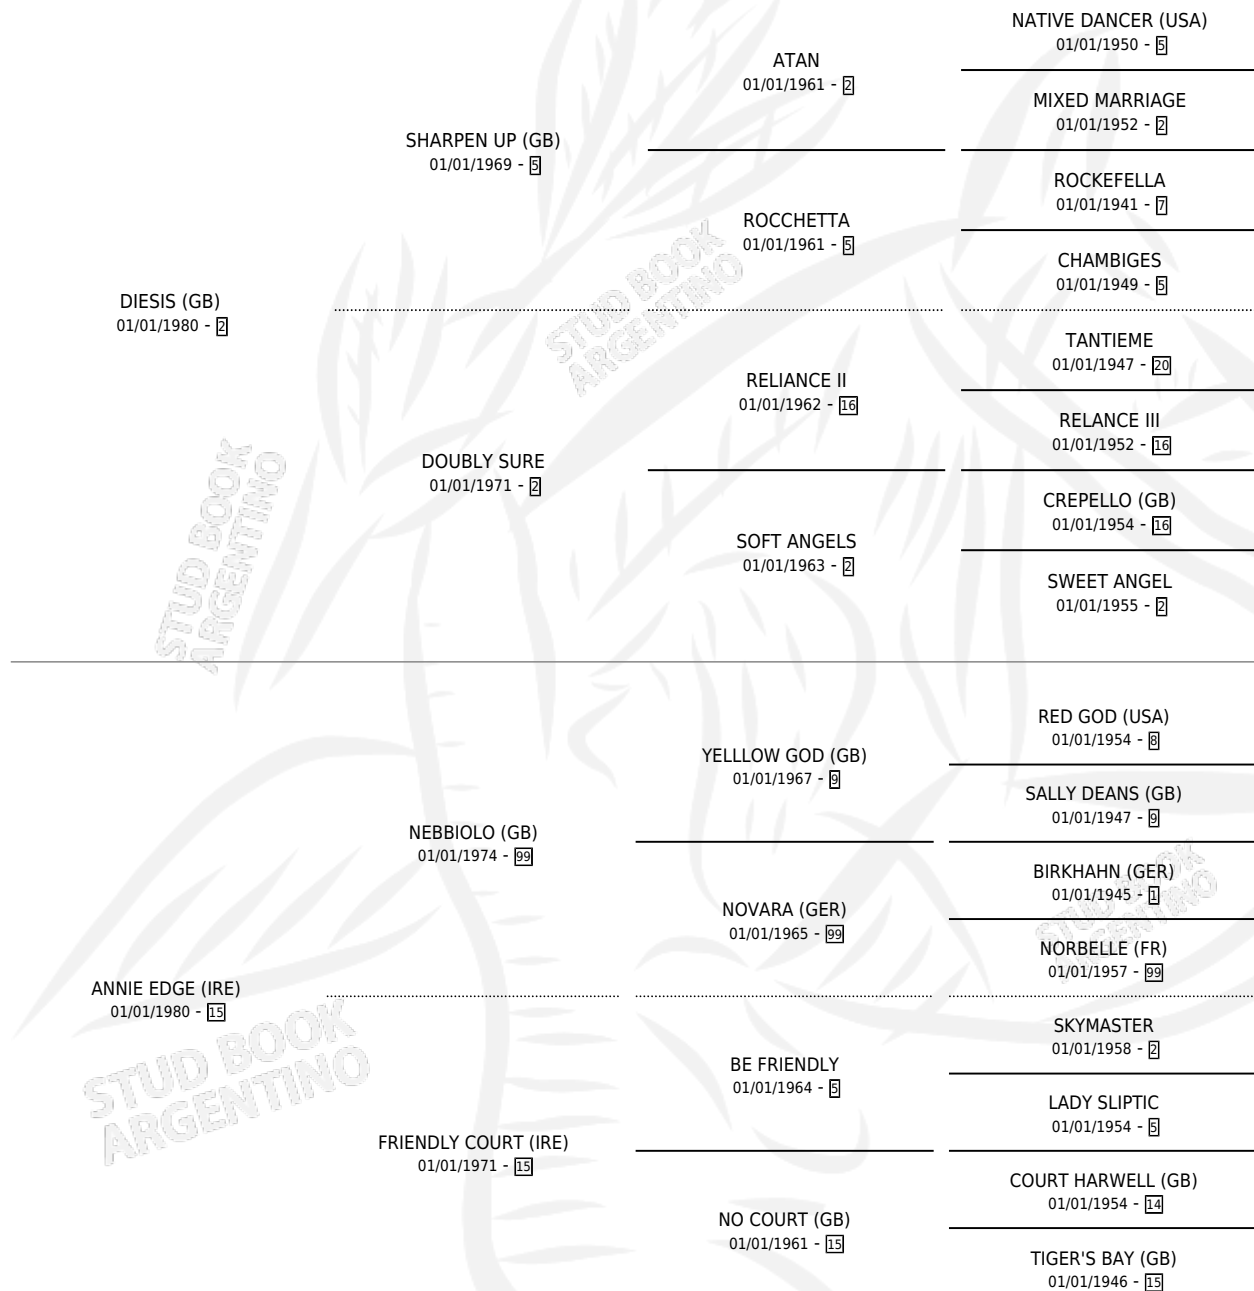 NATIVE DANCER (USA)
01/01/1950 - 5
ATAN
01/01/1961 - 2
MIXED MARRIAGE
01/01/1952 - 2
SHARPEN UP (GB)
01/01/1969 - 5
ROCKEFELLA
01/01/1941 - 7
ROCCHETTA
01/01/1961 - 5
CHAMBIGES
01/01/1949 - 5
DIESIS (GB)
01/01/1980 - 2
TANTIEME
01/01/1947 - 20
RELIANCE II
01/01/1962 - 16
RELANCE III
01/01/1952 - 16
DOUBLY SURE
01/01/1971 - 2
CREPELLO (GB)
01/01/1954 - 16
SOFT ANGELS
01/01/1963 - 2
SWEET ANGEL
01/01/1955 - 2
RED GOD (USA)
01/01/1954 - 8
YELLLOW GOD (GB)
01/01/1967 - 9
SALLY DEANS (GB)
01/01/1947 - 9
NEBBIOLO (GB)
01/01/1974 - 99
BIRKHAHN (GER)
01/01/1945 - 1
NOVARA (GER)
01/01/1965 - 99
NORBELLE (FR)
01/01/1957 - 99
ANNIE EDGE (IRE)
01/01/1980 - 15
SKYMASTER
01/01/1958 - 2
BE FRIENDLY
01/01/1964 - 5
LADY SLIPTIC
01/01/1954 - 5
FRIENDLY COURT (IRE)
01/01/1971 - 15
COURT HARWELL (GB)
01/01/1954 - 14
NO COURT (GB)
01/01/1961 - 15
TIGER'S BAY (GB)
01/01/1946 - 15
STUD BOOK
ARGENTINO
STUD BOOK
ARGENTINO
STUD BOOK
ARGENTINO
STUD BOOK
ARGENTINO